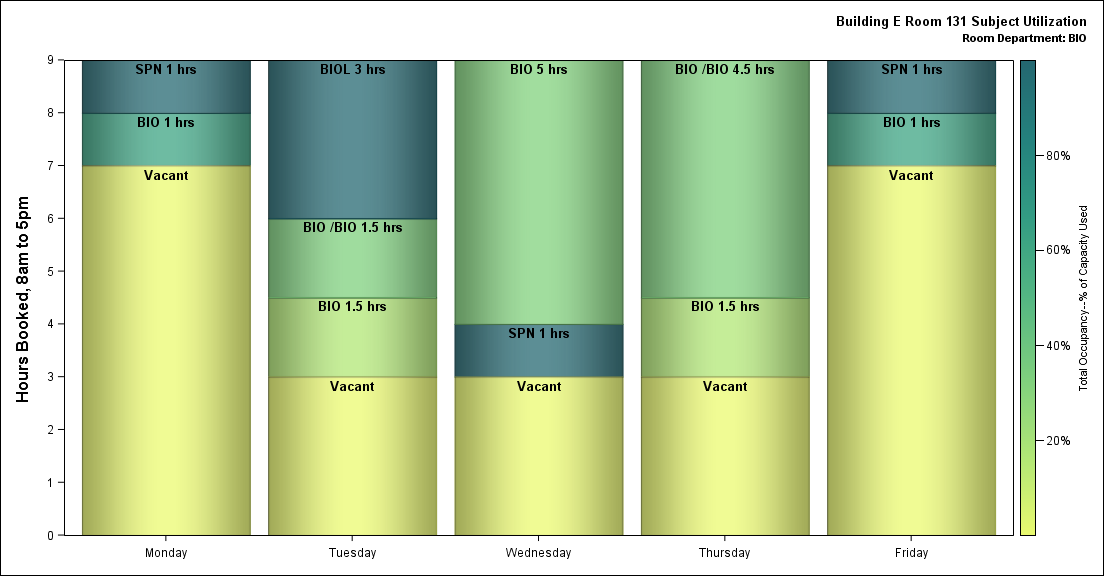 Building E Room 131 Subject Utilization
Room Department: BIO
Hours Booked, 8am to 5pm
9
8
7
6
5
4
3
2
1
0
SPN 1 hrs
BIO 1 hrs
Vacant
BIOL 3 hrs
BIO /BIO 1.5 hrs
BIO 1.5 hrs
Vacant
BIO 5 hrs
SPN 1 hrs
Vacant
BIO /BIO 4.5 hrs
BIO 1.5 hrs
Vacant
SPN 1 hrs
BIO 1 hrs
Vacant
Monday
Tuesday
Wednesday
Thursday
Friday
80%
60%
40%
20%
Total Occupancy--% of Capacity Used